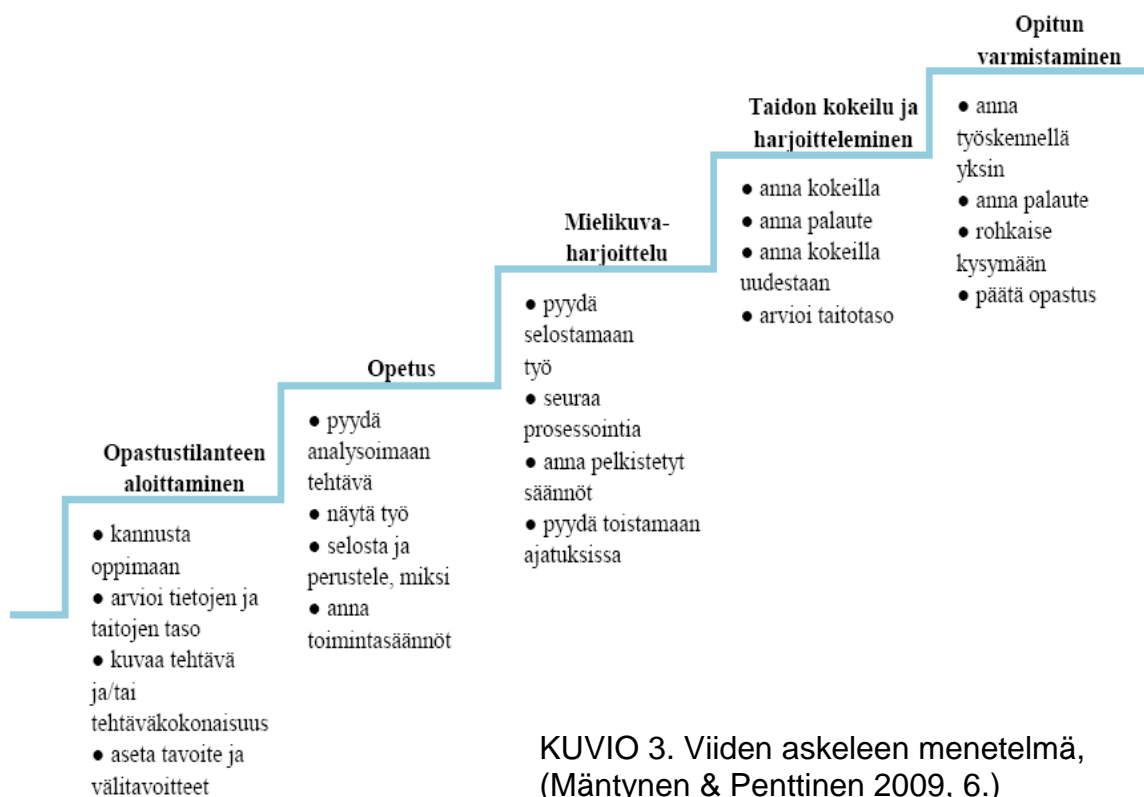 Opastustilanteen
aloittaminen
● kannusta
oppimaan
● arvioi tietojen ja
taitojen taso
● kuvaa tehtävä
ja/tai
tehtäväkokonaisuus
● aseta tavoite ja
välitavoitteet
Opetus
● pyydä
analysoimaan
tehtävä
● näytä työ
● selosta ja
perustele, miksi
● anna
toimintasäännöt
Mielikuva-
harjoittelu
● pyydä
selostamaan
työ
● seuraa
prosessointia
● anna pelkistetyt
säännöt
● pyydä toistamaan
ajatuksissa
Taidon kokeilu ja
harjoitteleminen
● anna kokeilla
● anna palaute
● anna kokeilla
uudestaan
● arvioi taitotaso
Opitun
varmistaminen
● anna
työskennellä
yksin
● anna palaute
● rohkaise
kysymään
● päätä opastus
KUVIO 3. Viiden askeleen menetelmä,
(Mäntynen & Penttinen 2009, 6.)